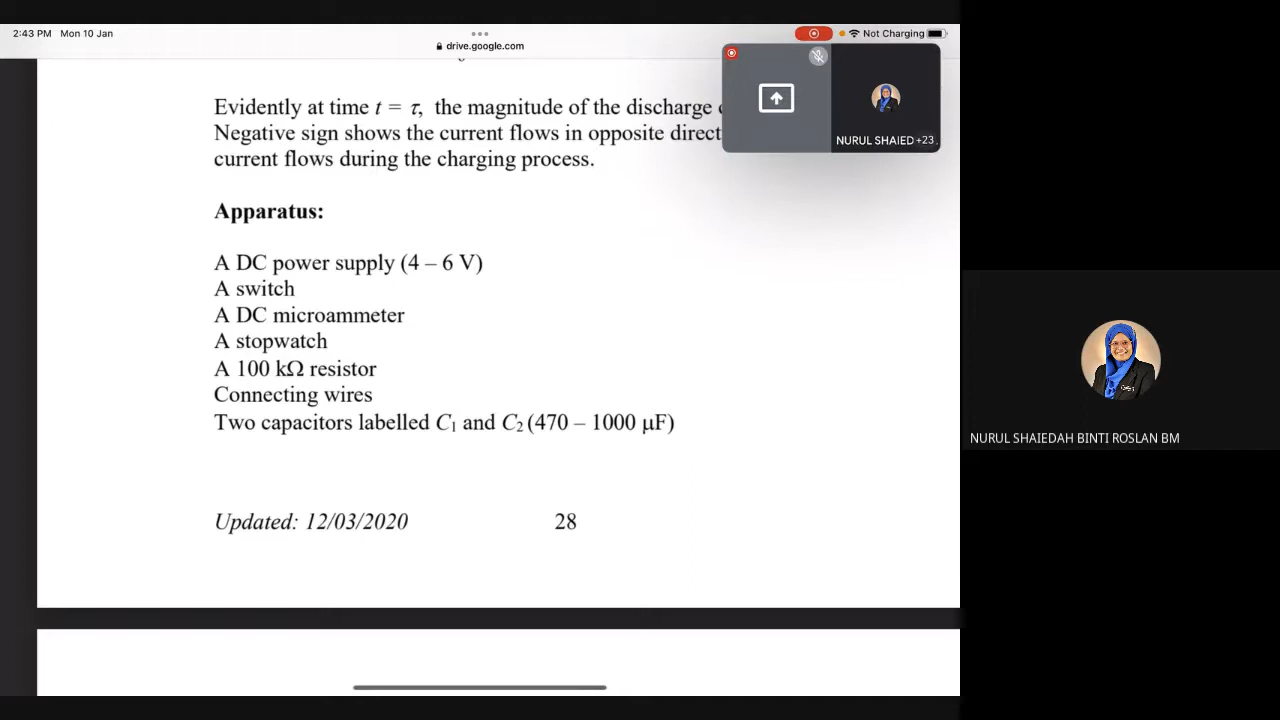 2:43 PM Mon 10 Jan
Not Charging
drive.google.com
Evidently at time t = τ, the magnitude of the discharge
NURUL SHAIED +23
Negative sign shows the current flows in opposite direct
current flows during the charging process.
Apparatus:
A DC power supply (4 – 6 V)
A switch
A DC microammeter
A stopwatch
A 100 kΩ resistor
Connecting wires
Two capacitors labelled C1 and C2 (470 – 1000 μF)
NURUL SHAIEDAH BINTI ROSLAN BM
Updated: 12/03/2020 28